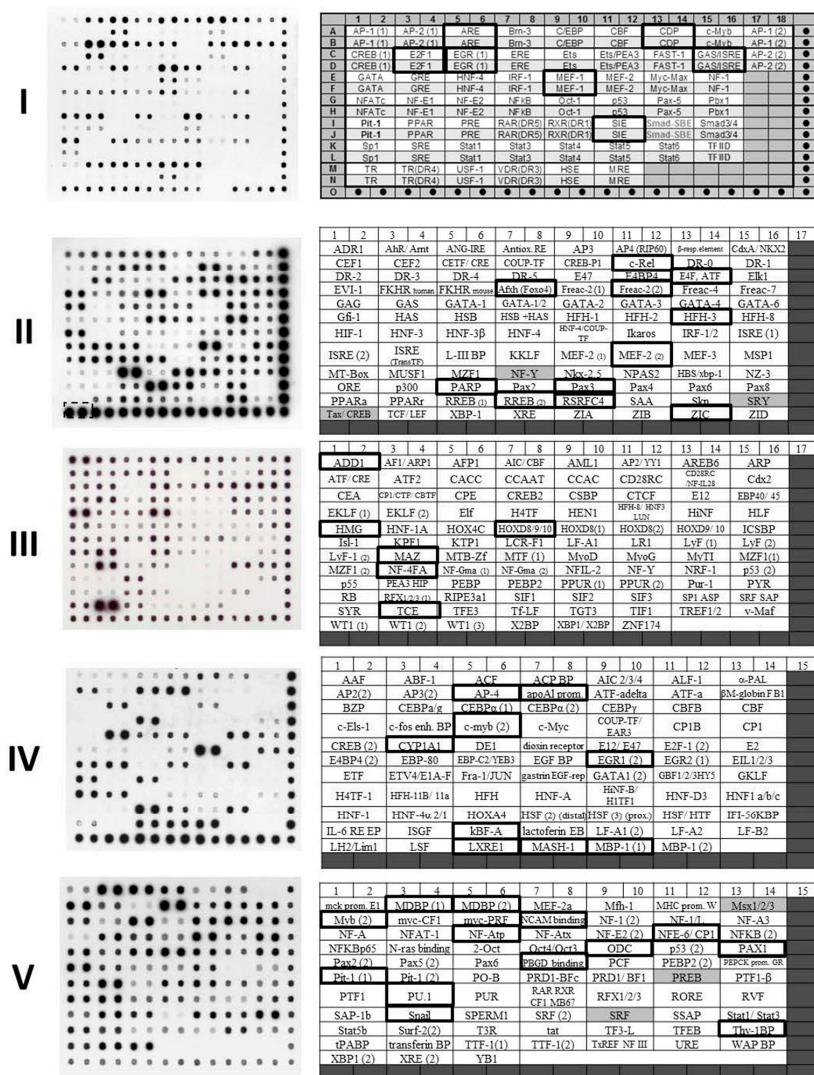 I
1 2 3 4 5 6 7 8 9 10 11 12 13 14 15 16 17 18
A AP-1 (1) AP-2 (1) ARE Brn-3 C/EBP CBF CDP c-Myb AP-1 (2)
B AP-1 (1) AP-2 (1) ARE Brn-3 C/EBP CBF CDP c-Myb AP-1 (2)
C CREB (1) E2F1 EGR (1) ERE Ets Ets/PEA3 FAST-1 GAS/ISRE AP-2 (2)
D CREB (1) E2F1 EGR (1) ERE Ets Ets/PEA3 FAST-1 GAS/ISRE AP-2 (2)
E GATA GRE HNF-4 IRF-1 MEF-1 MEF-2 Myc-Max NF-1
F GATA GRE HNF-4 IRF-1 MEF-1 MEF-2 Myc-Max NF-1
G NFATc NF-E1 NF-E2 NFkB Oct-1 p53 Pax-5 Pbx1
H NFATc NF-E1 NF-E2 NFkB Oct-1 p53 Pax-5 Pbx1
I Pit-1 PPAR PRE RAR(DR5) RXR(DR1) SIE Smad-SBE Smad3/4
J Pit-1 PPAR PRE RAR(DR5) RXR(DR1) SIE Smad-SBE Smad3/4
K Sp1 SRE Stat1 Stat3 Stat4 Stat5 Stat6 TFIID
L Sp1 SRE Stat1 Stat3 Stat4 Stat5 Stat6 TFIID
M TR TR(DR4) USF-1 VDR(DR3) HSE MRE
N TR TR(DR4) USF-1 VDR(DR3) HSE MRE
O
II
1 2 3 4 5 6 7 8 9 10 11 12 13 14 15 16 17
ADR1 AhR/ Arnt ANG-IRE Antiox. RE AP3 AP4 (RIP60) β-resp.element CdxA/ NKX2
CEF1 CEF2 CETF/ CRE COUP-TF CREB-P1 c-Rel DR-0 DR-1
DR-2 DR-3 DR-4 DR-5 E47 E4BP4 E4F, ATF Elk1
EVI-1 FKHR human FKHR mouse Afxh (Foxo4) Freac-2 (1) Freac-2 (2) Freac-4 Freac-7
GAG GAS GATA-1 GATA-1/2 GATA-2 GATA-3 GATA-4 GATA-6
Gfi-1 HAS HSB HSB +HAS HFH-1 HFH-2 HFH-3 HFH-8
HIF-1 HNF-3 HNF-3β HNF-4 HNF-4/COUP-TF Ikaros IRF-1/2 ISRE (1)
ISRE (2) ISRE (TransTF) L-III BP KKLF MEF-2 (1) MEF-2 (2) MEF-3 MSP1
MT-Box MUSF1 MZF1 NF-Y Nkx-2.5 NPAS2 HBS/xbp-1 NZ-3
ORE p300 PARP Pax2 Pax3 Pax4 Pax6 Pax8
PPARa PPARr RREB (1) RREB (2) RSRFC4 SAA Skn SRY
Tax/ CREB TCF/ LEF XBP-1 XRE ZIA ZIB ZIC ZID
III
1 2 3 4 5 6 7 8 9 10 11 12 13 14 15 16 17
ADD1 AF1/ ARP1 AFP1 AIC/ CBF AML1 AP2/ YY1 AREB6 ARP
ATF/ CRE ATF2 CACC CCAAT CCAC CD28RC CD28RC /NF-IL28 Cdx2
CEA CP1/ CTF/ CBTF CPE CREB2 CSBP CTCF E12 EBP40/ 45
EKLF (1) EKLF (2) Elf H4TF HEN1 HFH-8/ HNF3 LUN HiNF HLF
HMG HNF-1A HOX4C HOXD8/9/10 HOXD8(1) HOXD8(2) HOXD9/ 10 ICSBP
Isl-1 KPF1 KTP1 LCR-F1 LF-A1 LR1 LyF (1) LyF (2)
LyF-1 (2) MAZ MTB-Zf MTF (1) MyoD MyoG MyTI MZF1(1)
MZF1 (2) NF-4FA NF-Gma (1) NF-Gma (2) NFIL-2 NF-Y NRF-1 p53 (2)
p55 PEA3 HIP PEBP PEBP2 PPUR (1) PPUR (2) Pur-1 PYR
RB RFX1/2/3 (1) RIPE3a1 SIF1 SIF2 SIF3 SP1 ASP SRF SAP
SYR TCE TFE3 Tf-LF TGT3 TIF1 TREF1/2 v-Maf
WT1 (1) WT1 (2) WT1 (3) X2BP XBP1/ X2BP ZNF174
IV
1 2 3 4 5 6 7 8 9 10 11 12 13 14 15
AAF ABF-1 ACF ACP BP AIC 2/3/4 ALF-1 α-PAL
AP2(2) AP3(2) AP-4 apoAl prom. ATF-adelta ATF-a βM-globin F B1
BZP CEBPa/g CEBPα (1) CEBPα (2) CEBPγ CBFB CBF
c-Els-1 c-fos enh. BP c-myb (2) c-Myc COUP-TF/ EAR3 CP1B CP1
CREB (2) CYP1A1 DE1 dioxin receptor E12/ E47 E2F-1 (2) E2
E4BP4 (2) EBP-80 EBP-C2/YEB3 EGF BP EGR1 (2) EGR2 (1) EIL1/2/3
ETF ETV4/E1A-F Fra-1/JUN gastrin EGF-rep GATA1 (2) GBF1/2/3HY5 GKLF
H4TF-1 HFH-11B/ 11a HFH HNF-A HiNF-B/ H1TF1 HNF-D3 HNF1 a/b/c
HNF-1 HNF-4α 2/1 HOXA4 HSF (2) (distal) HSF (3) (prox.) HSF/ HTF IFI-56KBP
IL-6 RE EP ISGF kBF-A lactoferin EB LF-A1 (2) LF-A2 LF-B2
LH2/Lim1 LSF LXRE1 MASH-1 MBP-1 (1) MBP-1 (2)
V
1 2 3 4 5 6 7 8 9 10 11 12 13 14 15
mck prom. E1 MDBP (1) MDBP (2) MEF-2a Mfh-1 MHC prom. W Msx1/2/3
Myb (2) myc-CF1 myc-PRF NCAM binding NF-1 (2) NF-1/L NF-A3
NF-A NFAT-1 NF-Atp NF-Atx NF-E2 (2) NFE-6/ CP1 NFKB (2)
NFKBp65 N-ras binding 2-Oct Oct4/Oct3 ODC p53 (2) PAX1
Pax2 (2) Pax5 (2) Pax6 PBGD binding PCF PEBP2 (2) PEPCK prom. GR
Pit-1 (1) Pit-1 (2) PO-B PRD1-BFc PRD1/ BF1 PREB PTF1-β
PTF1 PU.1 PUR RAR RXR CF1 MB67 RFX1/2/3 RORE RVF
SAP-1b Snail SPERM1 SRF (2) SRF SSAP Stat1/ Stat3
Stat5b Surf-2(2) T3R tat TF3-L TFEB Thy-1BP
tPABP transferin BP TTF-1(1) TTF-1(2) TxREF NF III URE WAP BP
XBP1 (2) XRE (2) YB1